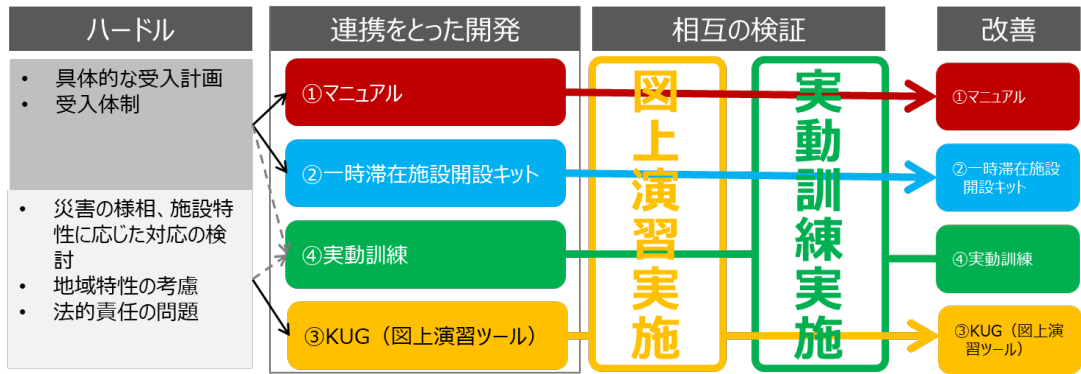 ハードル
連携をとった開発
相互の検証
改善
• 具体的な受入計画
• 受入体制
• 災害の様相、施設特
性に応じた対応の検
討
• 地域特性の考慮
• 法的責任の問題
①マニュアル
②一時滞在施設開設キット
④実動訓練
③KUG（図上演習ツール）
図上演習実施
実動訓練実施
①マニュアル
②一時滞在施設
開設キット
④実動訓練
③KUG（図上演
習ツール）